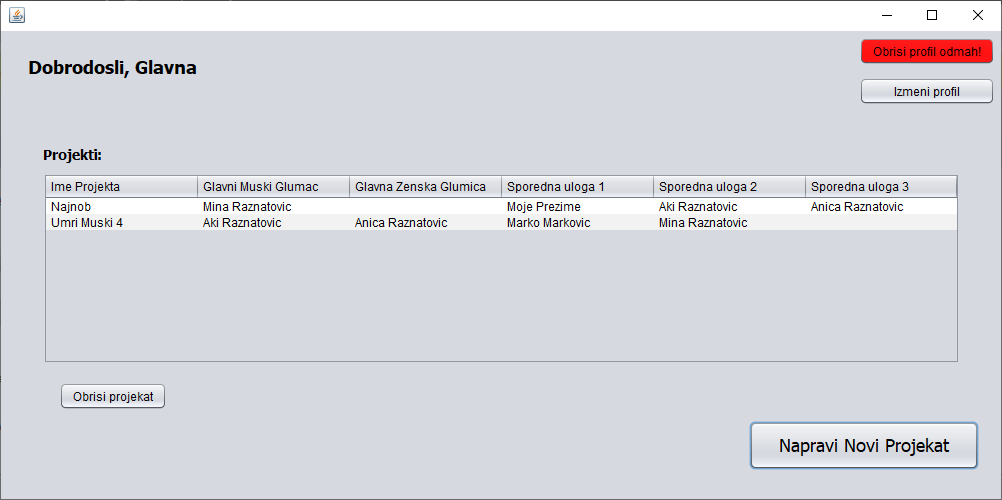 Obrisi profil odmah!
Dobrodosli, Glavna
Izmeni profil
Projekti:
Ime Projekta Glavni Muski Glumac Glavna Zenska Glumica Sporedna uloga 1 Sporedna uloga 2 Sporedna uloga 3
Najnob Mina Raznatovic Moje Prezime Aki Raznatovic Anica Raznatovic
Umri Muski 4 Aki Raznatovic Anica Raznatovic Marko Markovic Mina Raznatovic
Obrisi projekat
Napravi Novi Projekat